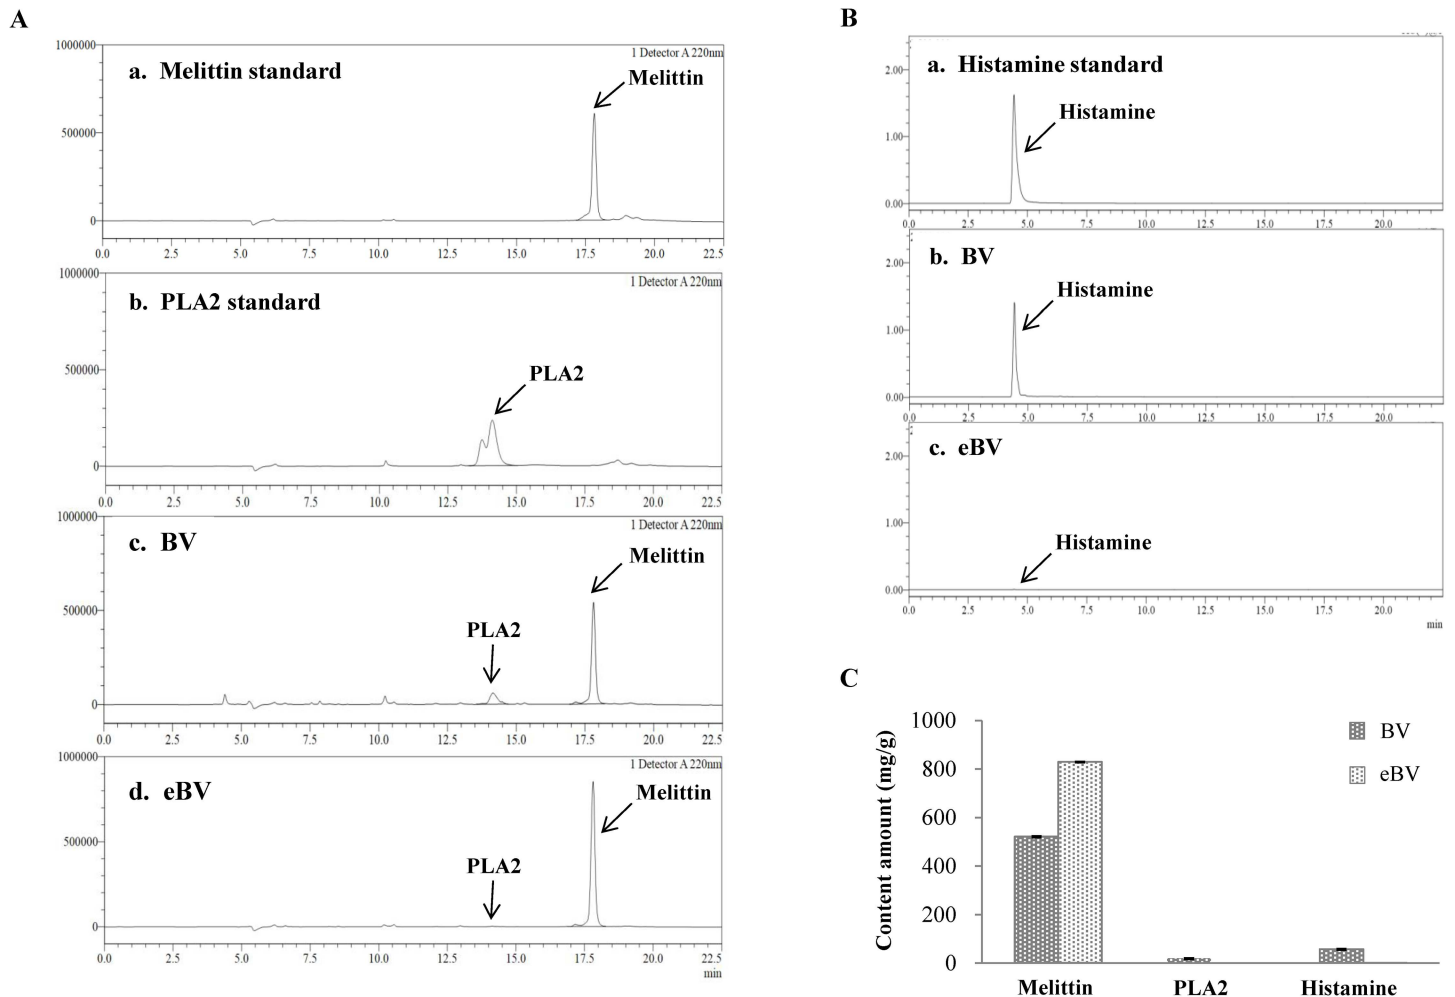 A
1000000
500000
0
1 Detector A 220nm
a. Melittin standard
Melittin
0.0 2.5 5.0 7.5 10.0 12.5 15.0 17.5 20.0 22.5
1000000
500000
0
1 Detector A 220nm
b. PLA2 standard
PLA2
0.0 2.5 5.0 7.5 10.0 12.5 15.0 17.5 20.0 22.5
1000000
500000
0
1 Detector A 220nm
c. BV
Melittin
PLA2
0.0 2.5 5.0 7.5 10.0 12.5 15.0 17.5 20.0 22.5
1000000
500000
0
1 Detector A 220nm
d. eBV
Melittin
PLA2
0.0 2.5 5.0 7.5 10.0 12.5 15.0 17.5 20.0 22.5
min
B
2.00
1.00
0.00
a. Histamine standard
Histamine
0.0 2.5 5.0 7.5 10.0 12.5 15.0 17.5 20.0
2.00
1.00
0.00
b. BV
Histamine
0.0 2.5 5.0 7.5 10.0 12.5 15.0 17.5 20.0
2.00
1.00
0.00
c. eBV
Histamine
0.0 2.5 5.0 7.5 10.0 12.5 15.0 17.5 20.0
min
C
Content amount (mg/g)
1000
800
600
400
200
0
BV
eBV
Melittin PLA2 Histamine